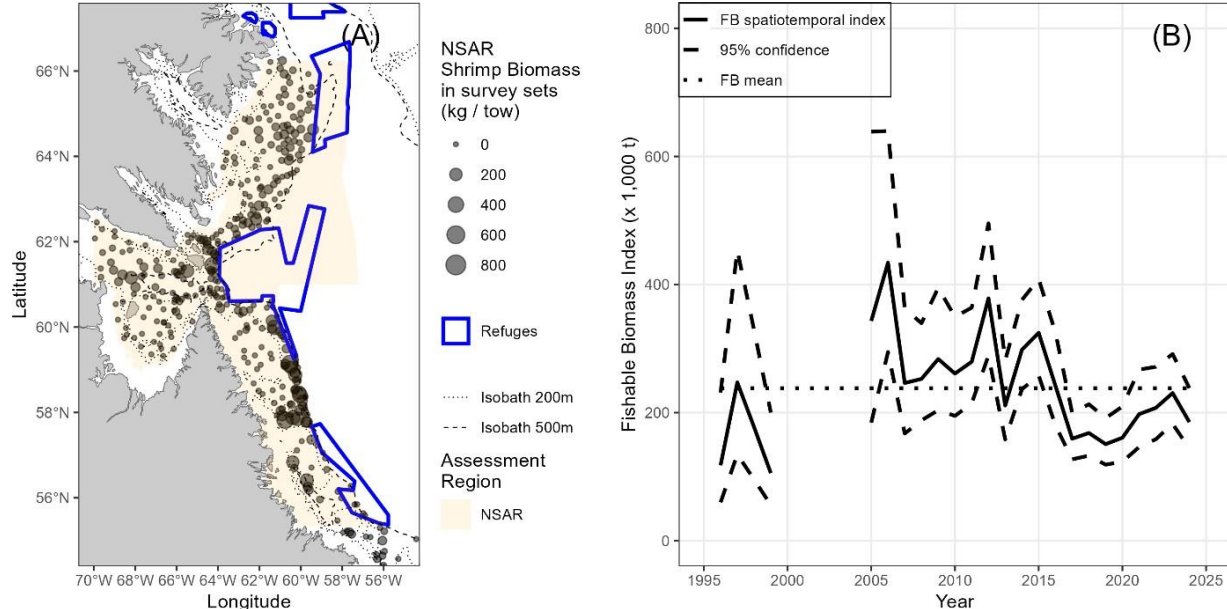 (A)
66°N
64°N
62°N
60°N
58°N
56°N
Latitude
70°W 68°W 66°W 64°W 62°W 60°W 58°W 56°W
Longitude
NSAR
Shrimp Biomass
in survey sets
(kg / tow)
0
200
400
600
800
Refuges
Isobath 200m
Isobath 500m
Assessment
Region
NSAR
FB spatiotemporal index
95% confidence
FB mean
(B)
800
600
400
200
0
Fishable Biomass Index (x 1,000 t)
1995 2000 2005 2010 2015 2020 2025
Year